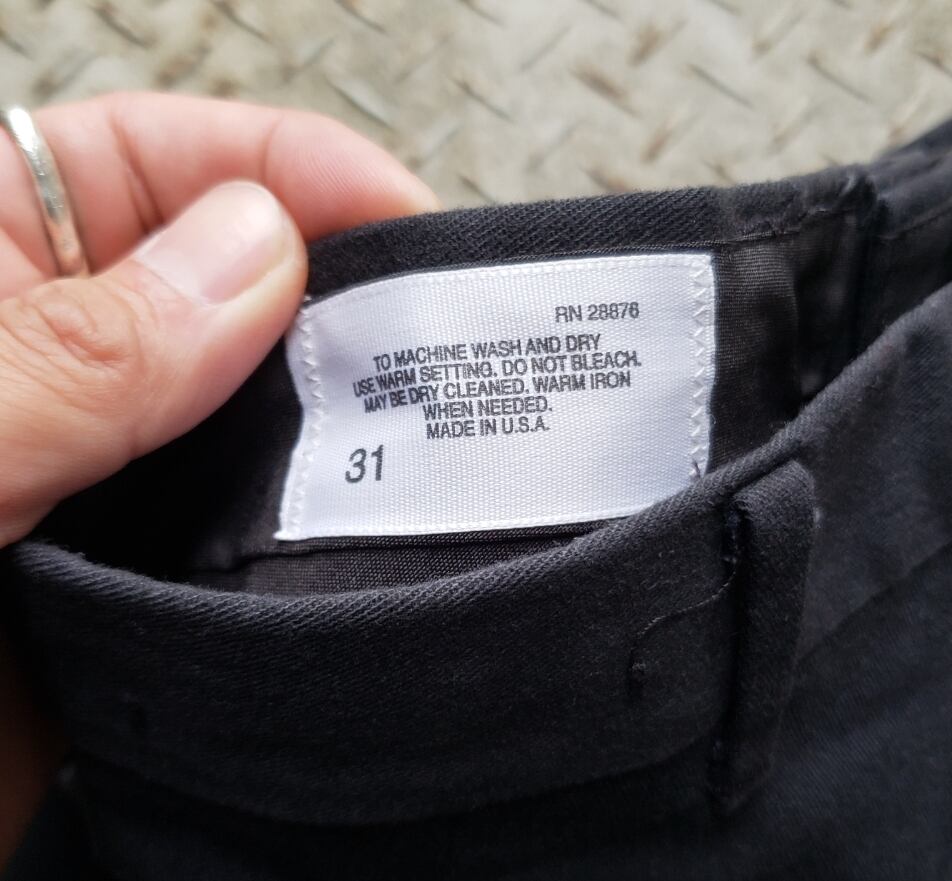 RN 28876
TO MACHINE WASH AND DRY
USE WARM SETTING. DO NOT BLEACH.
MAY BE DRY CLEANED. WARM IRON
WHEN NEEDED.
MADE IN U.S.A.
31